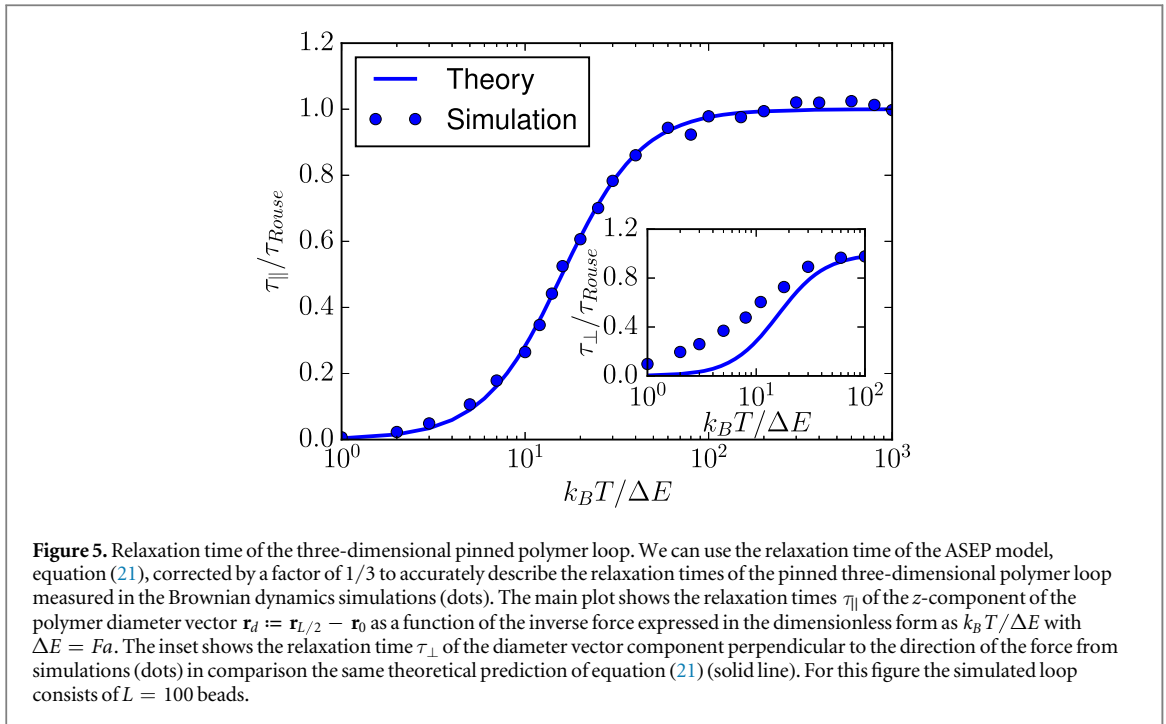 1.2
Theory
Simulation
1.0
0.8
0.6
0.4
0.2
0.0
τ∥/τRouse
10⁰ 10¹ 10² 10³
k_BT/ΔE
1.2
0.8
0.4
0.0
τ⊥/τRouse
10⁰ 10¹ 10²
k_BT/ΔE
Figure 5. Relaxation time of the three-dimensional pinned polymer loop. We can use the relaxation time of the ASEP model,
equation (21), corrected by a factor of 1/3 to accurately describe the relaxation times of the pinned three-dimensional polymer loop
measured in the Brownian dynamics simulations (dots). The main plot shows the relaxation times τ∥ of the z-component of the
polymer diameter vector r_d ≔ r_{L/2} − r_0 as a function of the inverse force expressed in the dimensionless form as k_BT/ΔE with
ΔE = Fa. The inset shows the relaxation time τ⊥ of the diameter vector component perpendicular to the direction of the force from
simulations (dots) in comparison the same theoretical prediction of equation (21) (solid line). For this figure the simulated loop
consists of L = 100 beads.